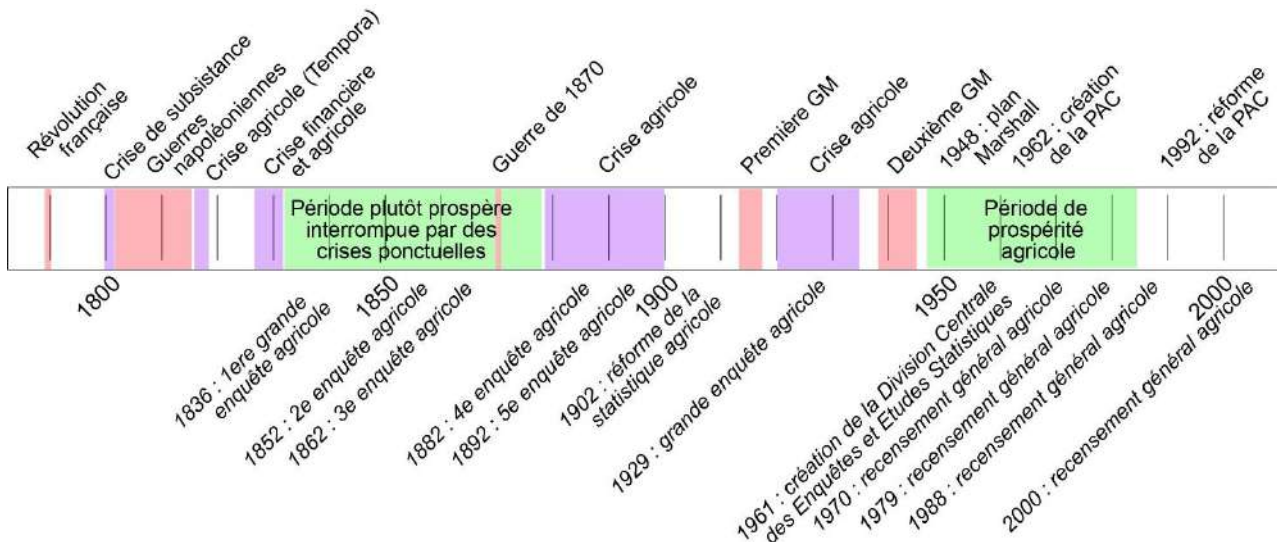 Révolution
française
Crise de subsistance
Guerres
napoléoniennes
Crise agricole (Tempora)
Crise financière
et agricole
Guerre de 1870
Crise agricole
Première GM
Crise agricole
Deuxième GM
1948 : plan
Marshall
1962 : création
de la PAC
1992 : réforme
de la PAC
Période plutôt prospère
interrompue par des
crises ponctuelles
Période de
prospérité
agricole
1800
1850
1900
1950
2000
1836 : 1ere grande
enquête agricole
1852 : 2e enquête agricole
1862 : 3e enquête agricole
1882 : 4e enquête agricole
1892 : 5e enquête agricole
1902 : réforme de la
statistique agricole
1929 : grande enquête agricole
1961 : création de la Division Centrale
des Enquêtes et Etudes Statistiques
1970 : recensement général agricole
1979 : recensement général agricole
1988 : recensement général agricole
2000 : recensement général agricole